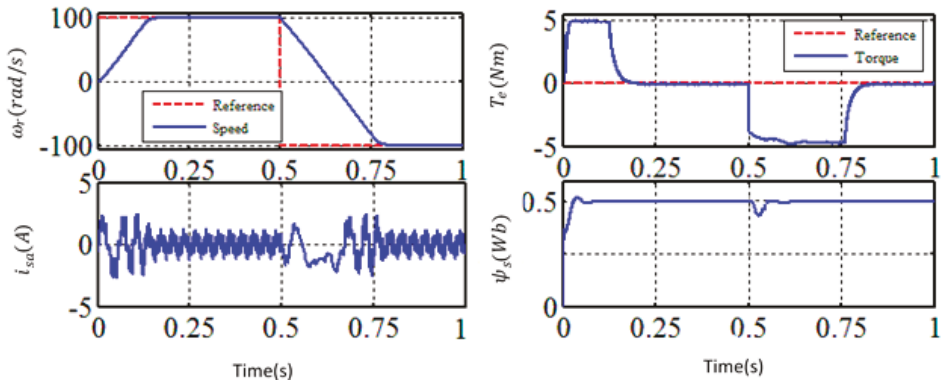 ωr(rad/s)
100
0
-100
Reference
Speed
0 0.25 0.5 0.75 1
Te(Nm)
5
0
-5
Reference
Torque
0 0.25 0.5 0.75 1
isa(A)
5
0
-5
0 0.25 0.5 0.75 1
Time(s)
ψs(Wb)
0.5
0
0 0.25 0.5 0.75 1
Time(s)